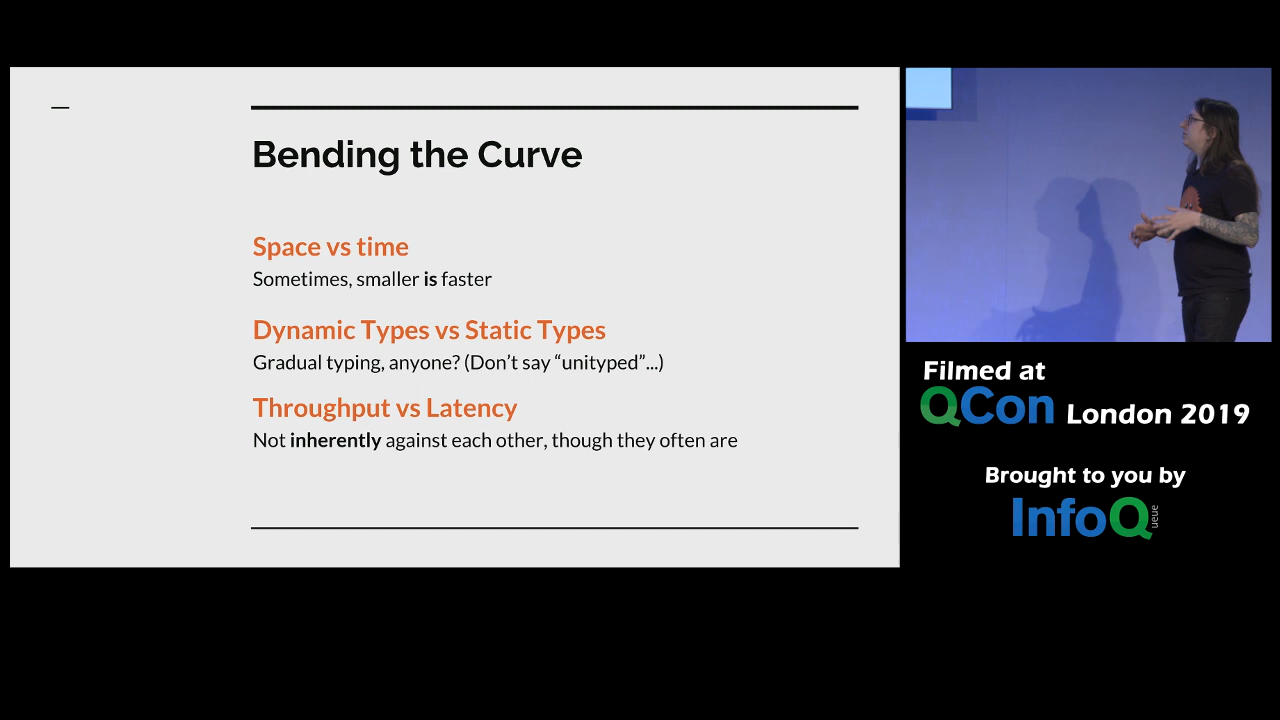 Bending the Curve
Space vs time
Sometimes, smaller is faster
Dynamic Types vs Static Types
Gradual typing, anyone? (Don’t say “unityped”...)
Throughput vs Latency
Not inherently against each other, though they often are
Filmed at
QCon London 2019
Brought to you by
InfoQueue